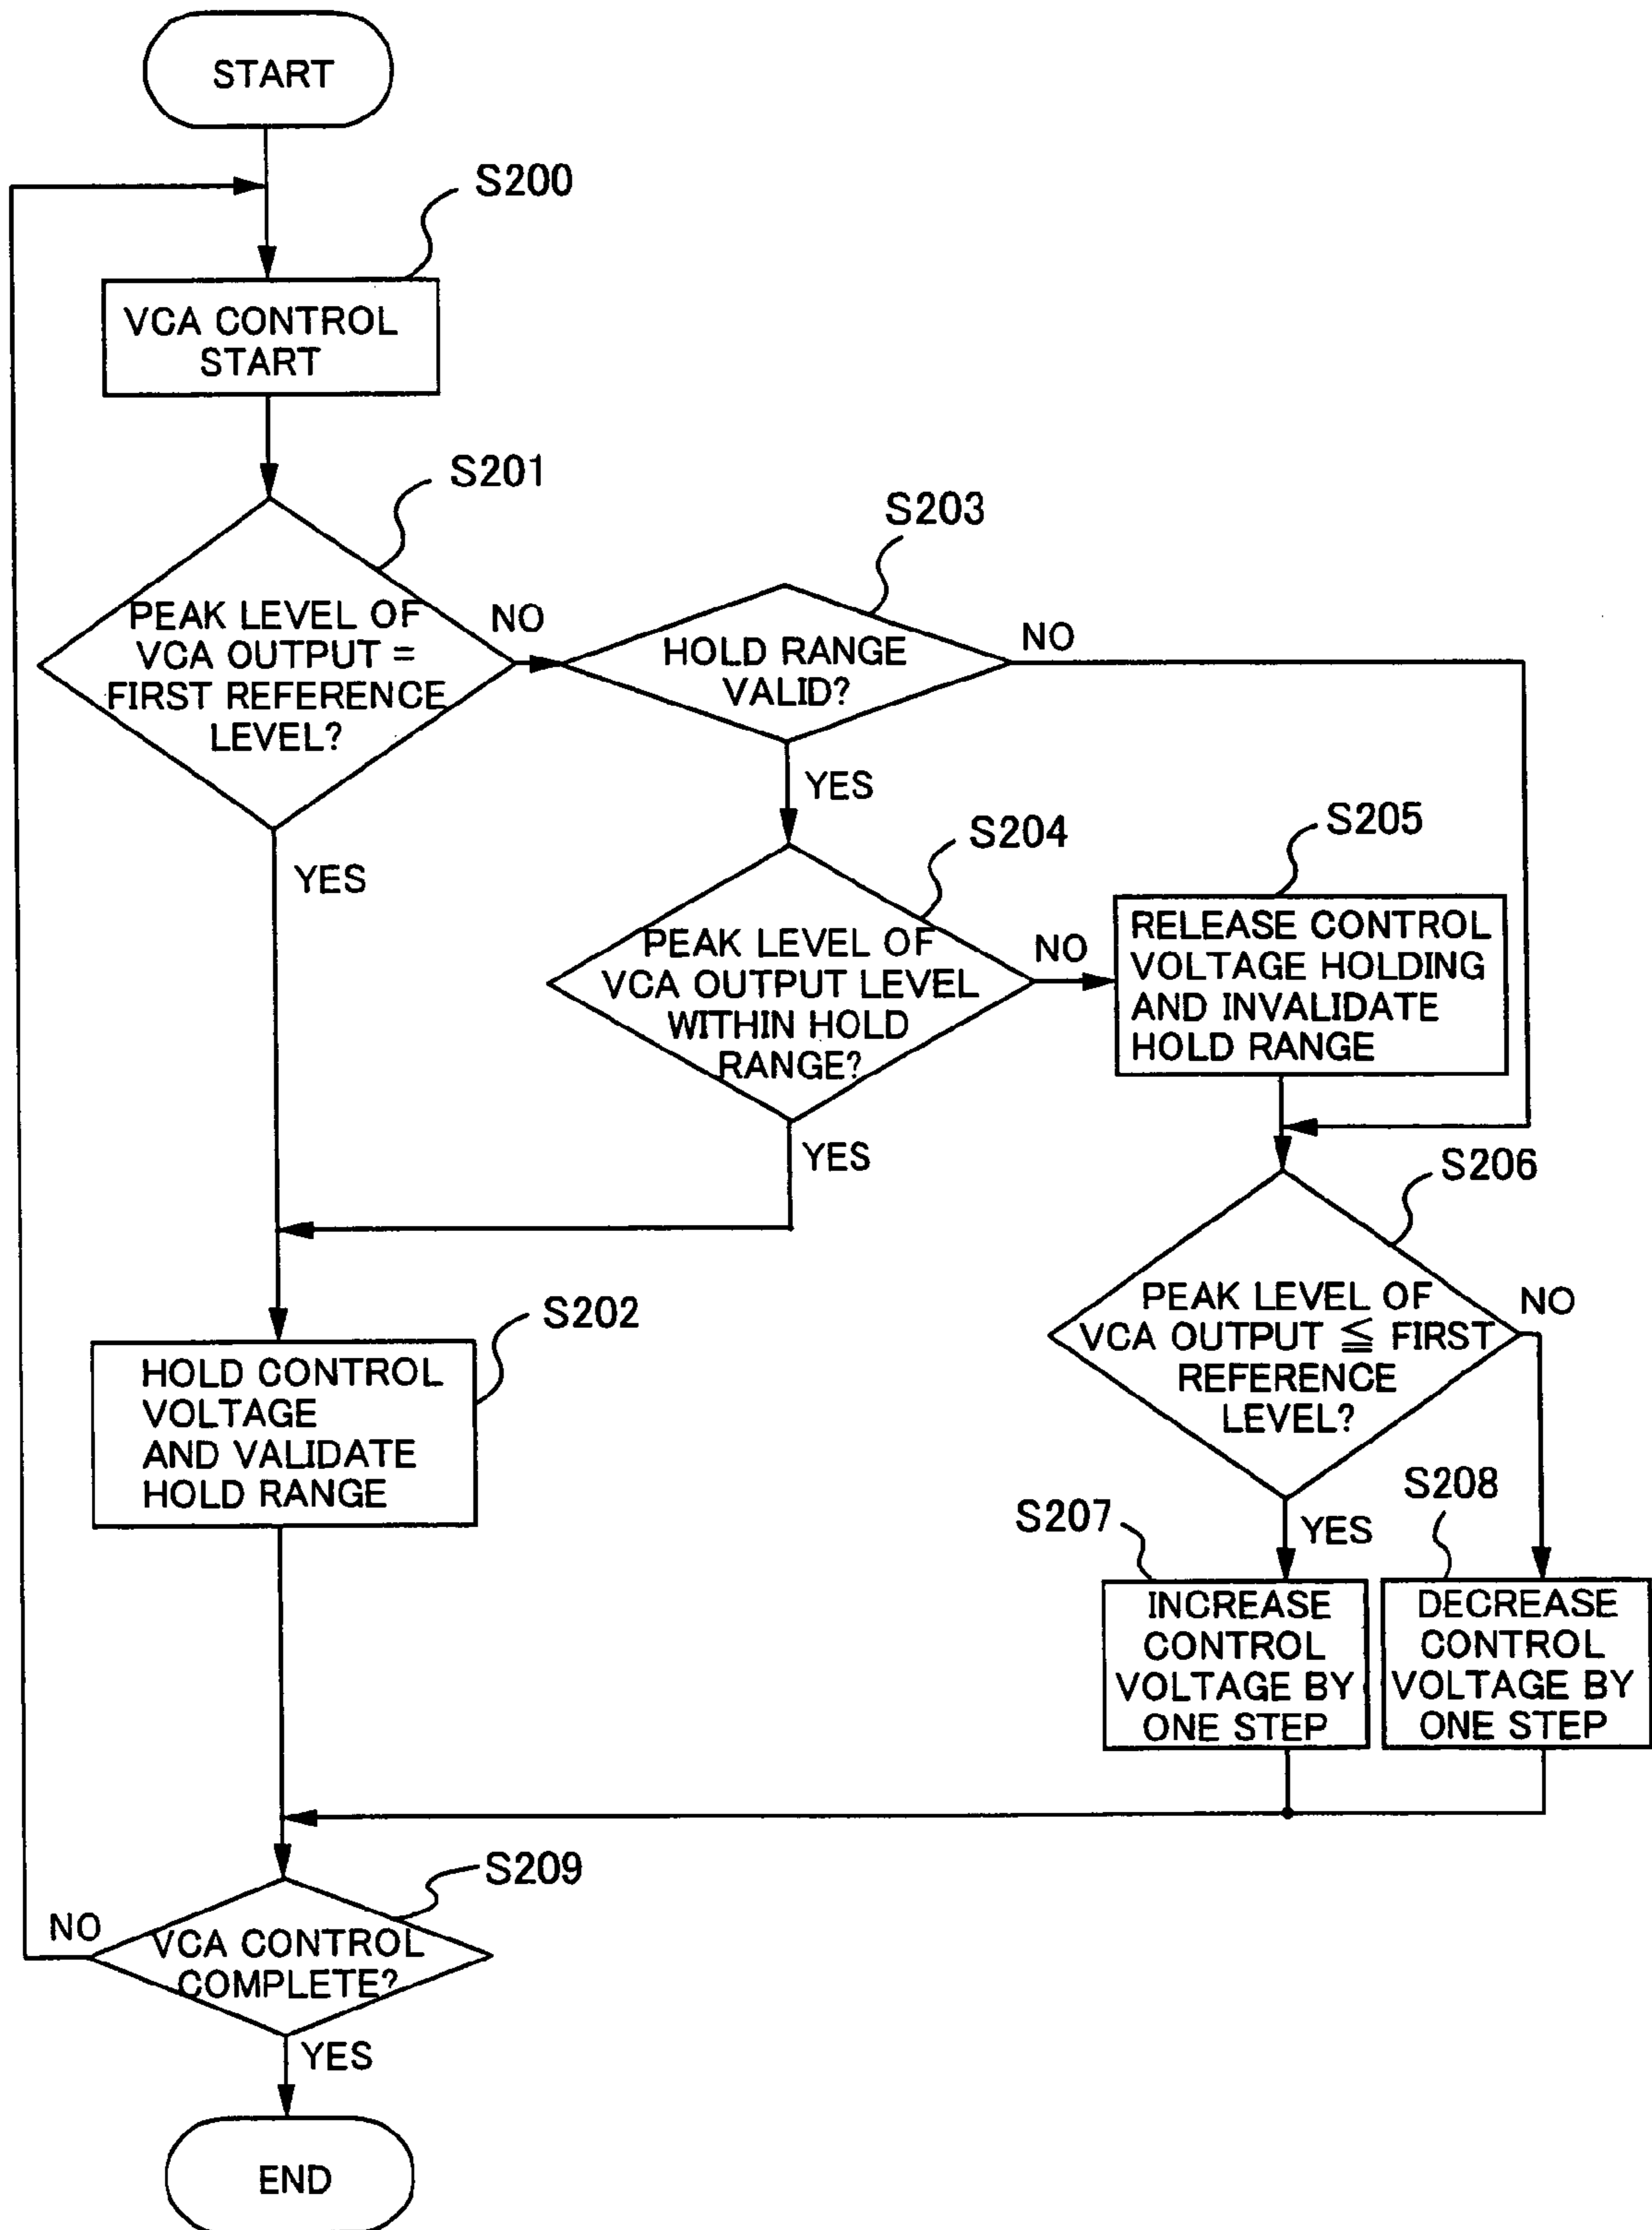 START
S200
VCA CONTROL
START
S201
PEAK LEVEL OF
VCA OUTPUT =
FIRST REFERENCE
LEVEL?
NO
YES
S203
HOLD RANGE
VALID?
NO
YES
S204
PEAK LEVEL OF
VCA OUTPUT LEVEL
WITHIN HOLD
RANGE?
NO
YES
S205
RELEASE CONTROL
VOLTAGE HOLDING
AND INVALIDATE
HOLD RANGE
S206
PEAK LEVEL OF
VCA OUTPUT ≦ FIRST
REFERENCE
LEVEL?
NO
YES
S202
HOLD CONTROL
VOLTAGE
AND VALIDATE
HOLD RANGE
S207
INCREASE
CONTROL
VOLTAGE BY
ONE STEP
S208
DECREASE
CONTROL
VOLTAGE BY
ONE STEP
S209
VCA CONTROL
COMPLETE?
NO
YES
END